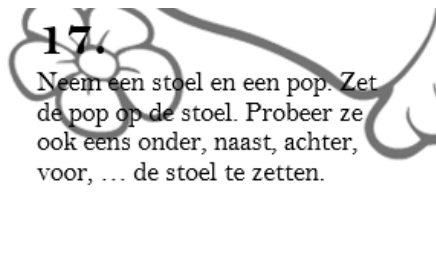 17.
Neem een stoel en een pop. Zet
de pop op de stoel. Probeer ze
ook eens onder, naast, achter,
voor, … de stoel te zetten.